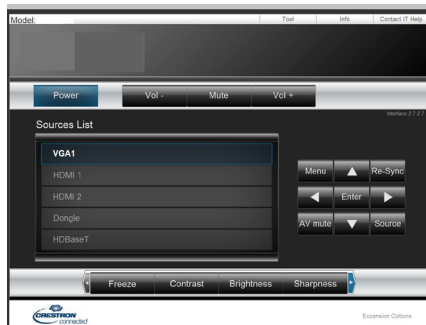 Model:
Tool Info Contact IT Help
Power Vol - Mute Vol +
Interface 2.7.2.7
Sources List
VGA1
HDMI 1
HDMI 2
Dongle
HDBaseT
Menu Re-Sync
Enter
AV mute Source
Freeze Contrast Brightness Sharpness
CRESTRON
connected
Expansion Options